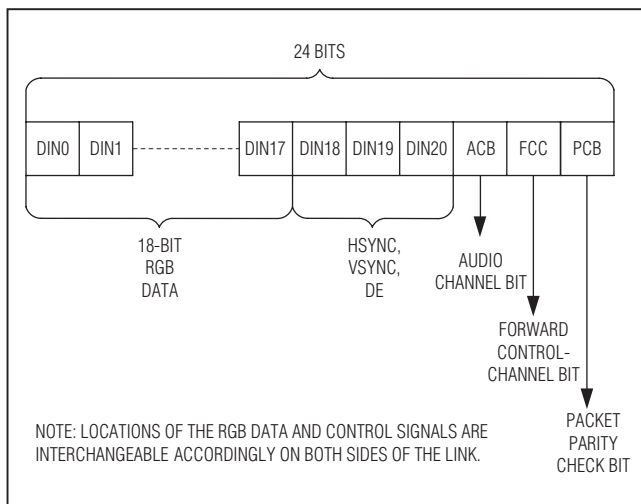 24 BITS
DIN0 DIN1 DIN17 DIN18 DIN19 DIN20 ACB FCC PCB
18-BIT
RGB
DATA
HSYNC,
VSYNC,
DE
AUDIO
CHANNEL BIT
FORWARD
CONTROL-
CHANNEL BIT
PACKET
PARITY
CHECK BIT
NOTE: LOCATIONS OF THE RGB DATA AND CONTROL SIGNALS ARE
INTERCHANGEABLE ACCORDINGLY ON BOTH SIDES OF THE LINK.